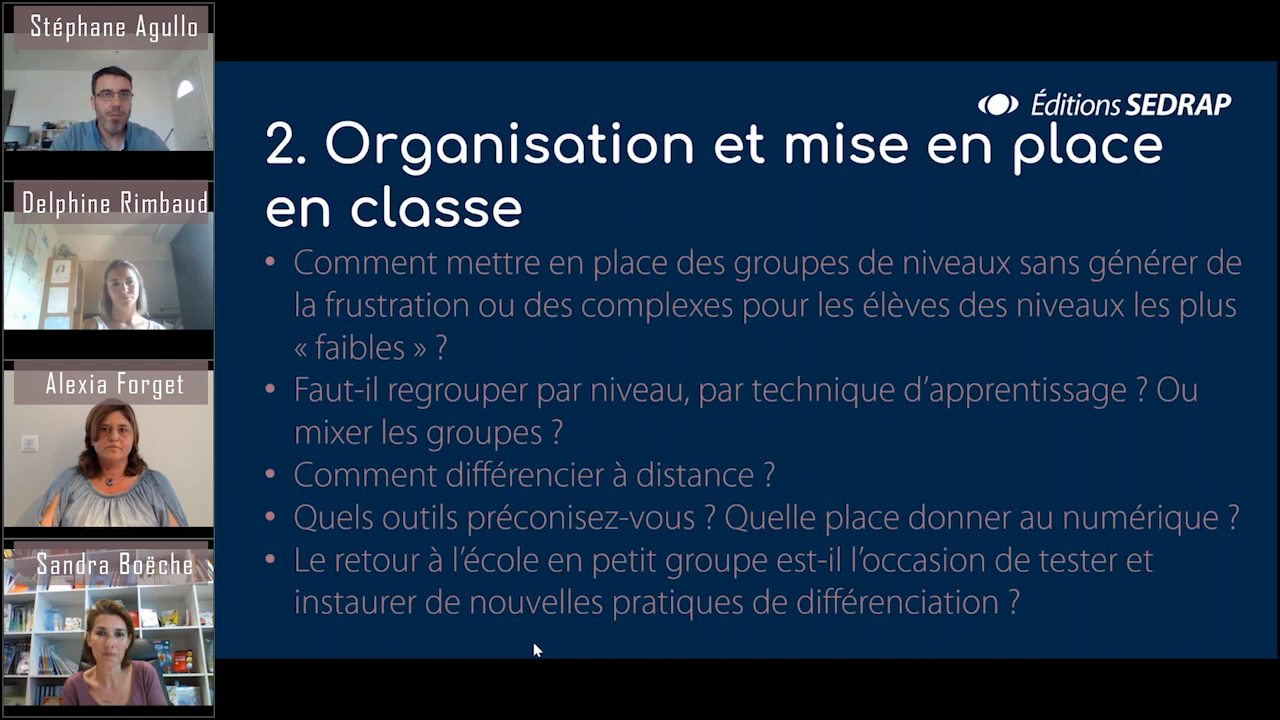 Stéphane Agullo
Delphine Rimbaud
Alexia Forget
Sandra Boëche
Éditions SEDRAP
2. Organisation et mise en place
en classe
• Comment mettre en place des groupes de niveaux sans générer de
la frustration ou des complexes pour les élèves des niveaux les plus
« faibles » ?
• Faut-il regrouper par niveau, par technique d’apprentissage ? Ou
mixer les groupes ?
• Comment différencier à distance ?
• Quels outils préconisez-vous ? Quelle place donner au numérique ?
• Le retour à l’école en petit groupe est-il l’occasion de tester et
instaurer de nouvelles pratiques de différenciation ?